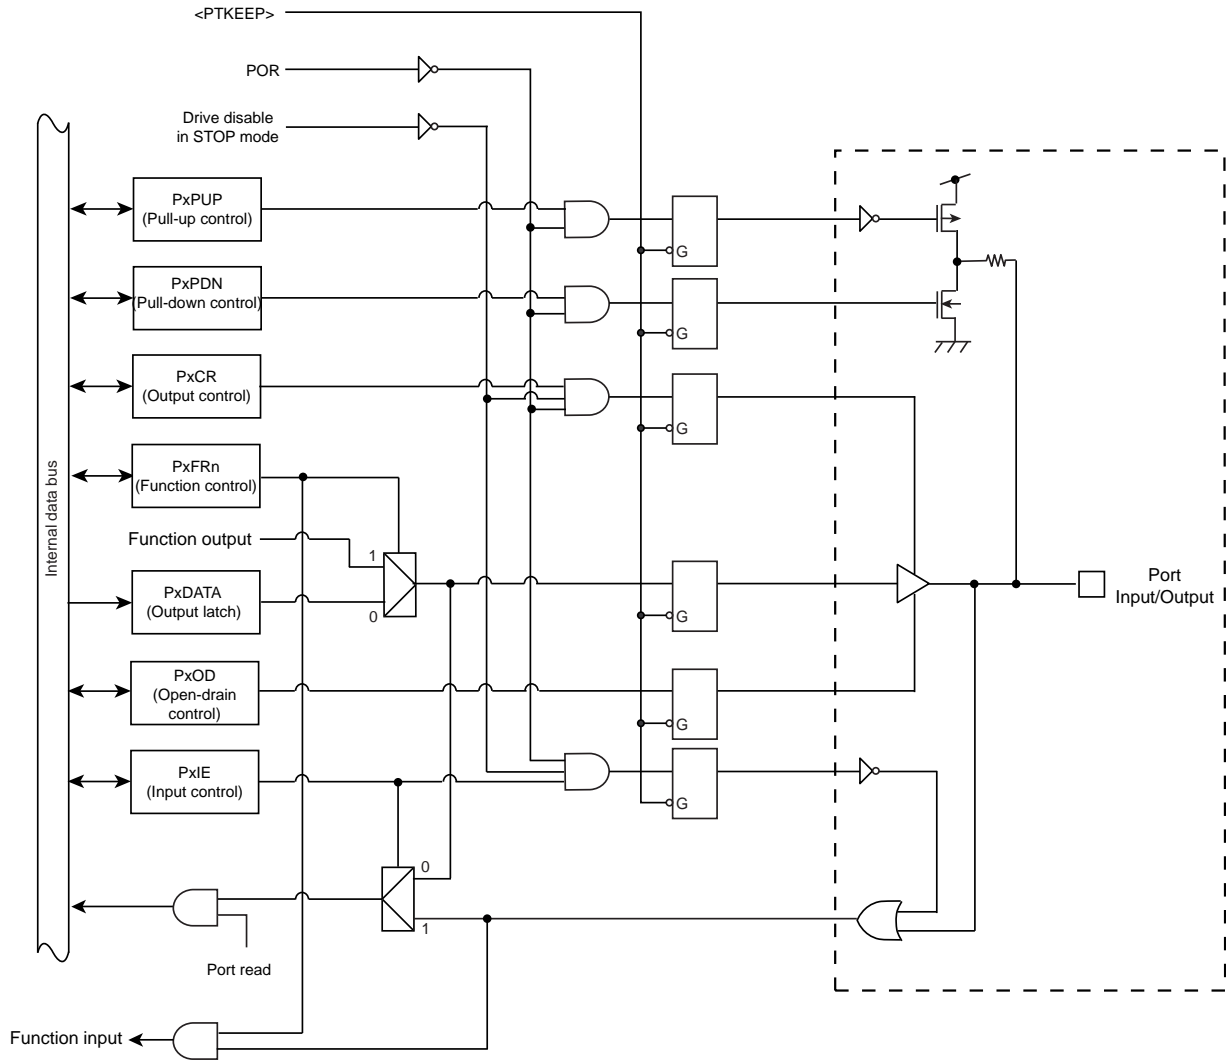 <PTKEEP>
POR
Drive disable
in STOP mode
PxPUP
(Pull-up control)
G
PxPDN
(Pull-down control)
G
PxCR
(Output control)
G
Internal data bus
PxFRn
(Function control)
Function output
1
PxDATA
(Output latch)
0
G
Port
Input/Output
PxOD
(Open-drain
control)
G
PxIE
(Input control)
G
0
1
Port read
Function input